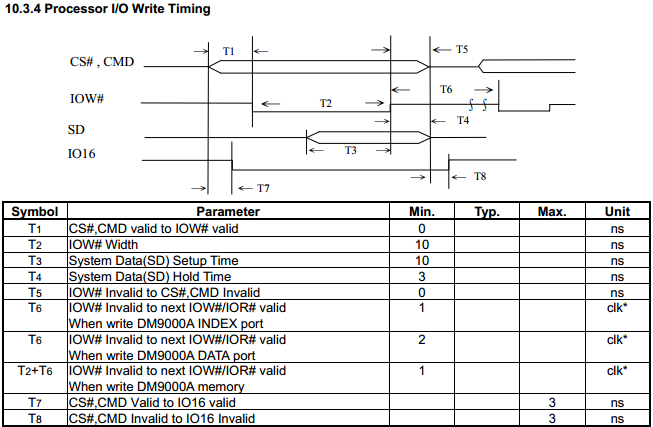 10.3.4 Processor I/O Write Timing
T1
T5
CS# , CMD
T6
IOW#
T2
T4
SD
T3
IO16
T8
T7
Symbol Parameter Min. Typ. Max. Unit
T1 CS#,CMD valid to IOW# valid 0 ns
T2 IOW# Width 10 ns
T3 System Data(SD) Setup Time 10 ns
T4 System Data(SD) Hold Time 3 ns
T5 IOW# Invalid to CS#,CMD Invalid 0 ns
T6 IOW# Invalid to next IOW#/IOR# valid 1 clk*
When write DM9000A INDEX port
T6 IOW# Invalid to next IOW#/IOR# valid 2 clk*
When write DM9000A DATA port
T2+T6 IOW# Invalid to next IOW#/IOR# valid 1 clk*
When write DM9000A memory
T7 CS#,CMD Valid to IO16 valid 3 ns
T8 CS#,CMD Invalid to IO16 Invalid 3 ns